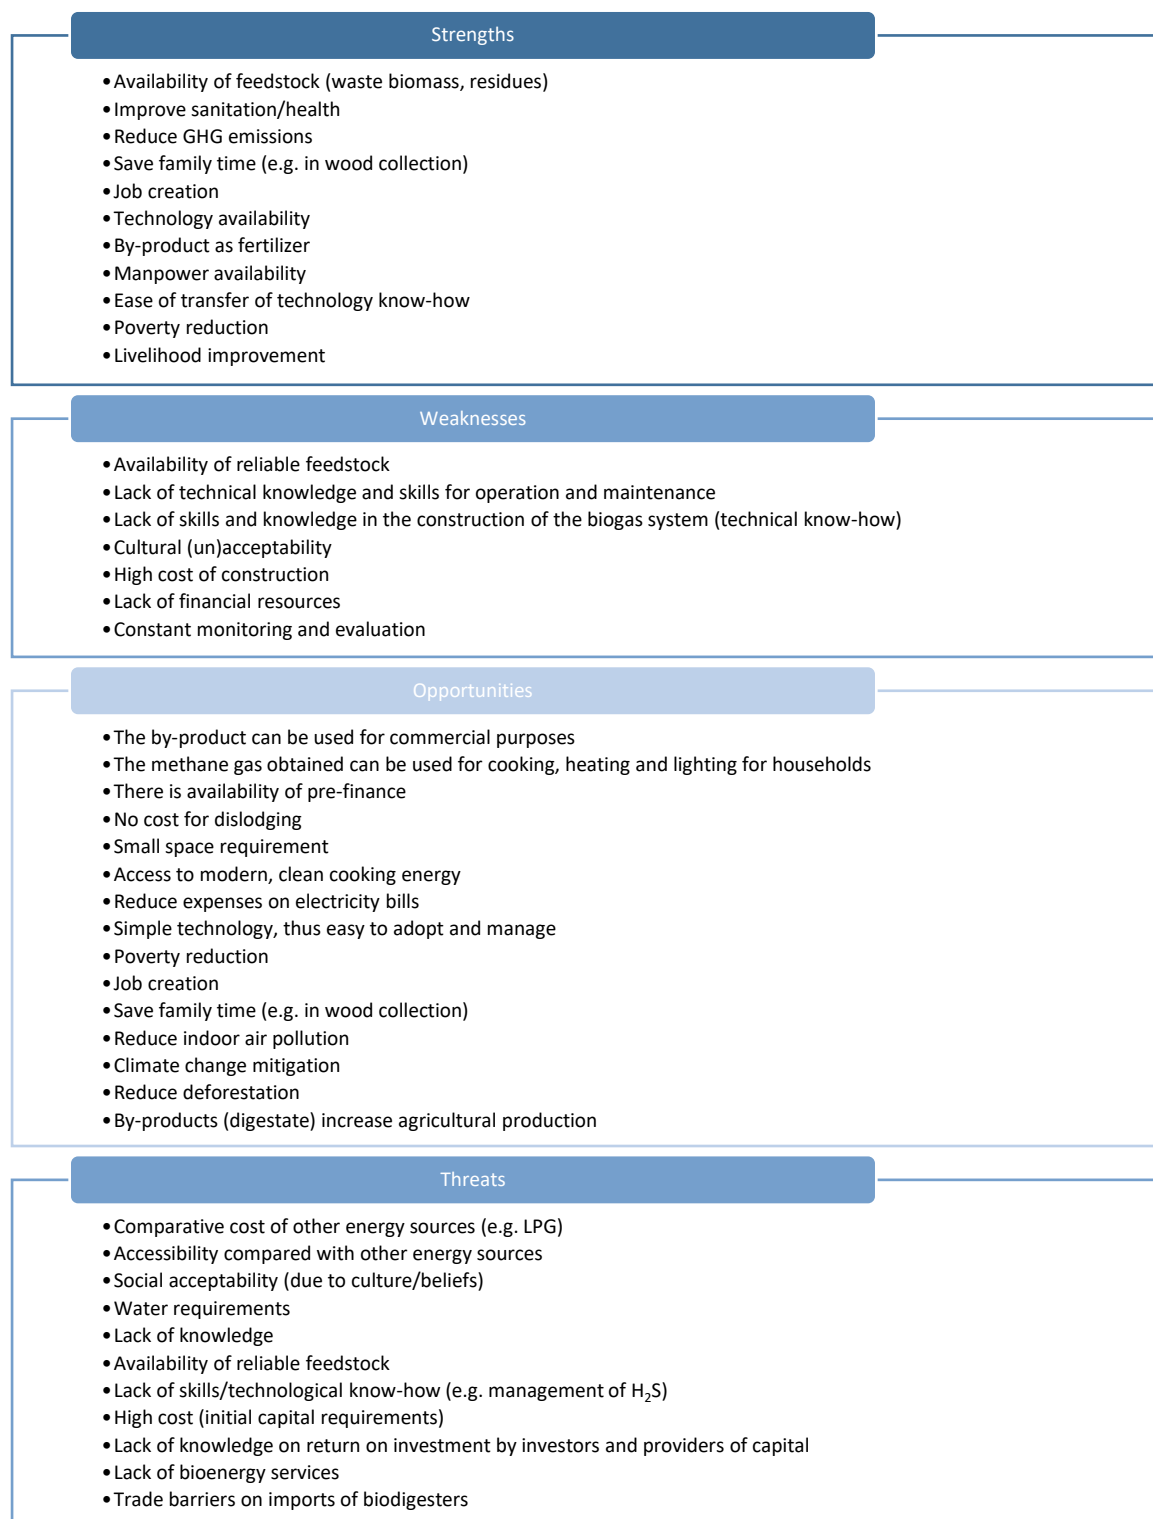 Strengths
•Availability of feedstock (waste biomass, residues)
•Improve sanitation/health
•Reduce GHG emissions
•Save family time (e.g. in wood collection)
•Job creation
•Technology availability
•By-product as fertilizer
•Manpower availability
•Ease of transfer of technology know-how
•Poverty reduction
•Livelihood improvement
Weaknesses
•Availability of reliable feedstock
•Lack of technical knowledge and skills for operation and maintenance
•Lack of skills and knowledge in the construction of the biogas system (technical know-how)
•Cultural (un)acceptability
•High cost of construction
•Lack of financial resources
•Constant monitoring and evaluation
Opportunities
•The by-product can be used for commercial purposes
•The methane gas obtained can be used for cooking, heating and lighting for households
•There is availability of pre-finance
•No cost for dislodging
•Small space requirement
•Access to modern, clean cooking energy
•Reduce expenses on electricity bills
•Simple technology, thus easy to adopt and manage
•Poverty reduction
•Job creation
•Save family time (e.g. in wood collection)
•Reduce indoor air pollution
•Climate change mitigation
•Reduce deforestation
•By-products (digestate) increase agricultural production
Threats
•Comparative cost of other energy sources (e.g. LPG)
•Accessibility compared with other energy sources
•Social acceptability (due to culture/beliefs)
•Water requirements
•Lack of knowledge
•Availability of reliable feedstock
•Lack of skills/technological know-how (e.g. management of H₂S)
•High cost (initial capital requirements)
•Lack of knowledge on return on investment by investors and providers of capital
•Lack of bioenergy services
•Trade barriers on imports of biodigesters